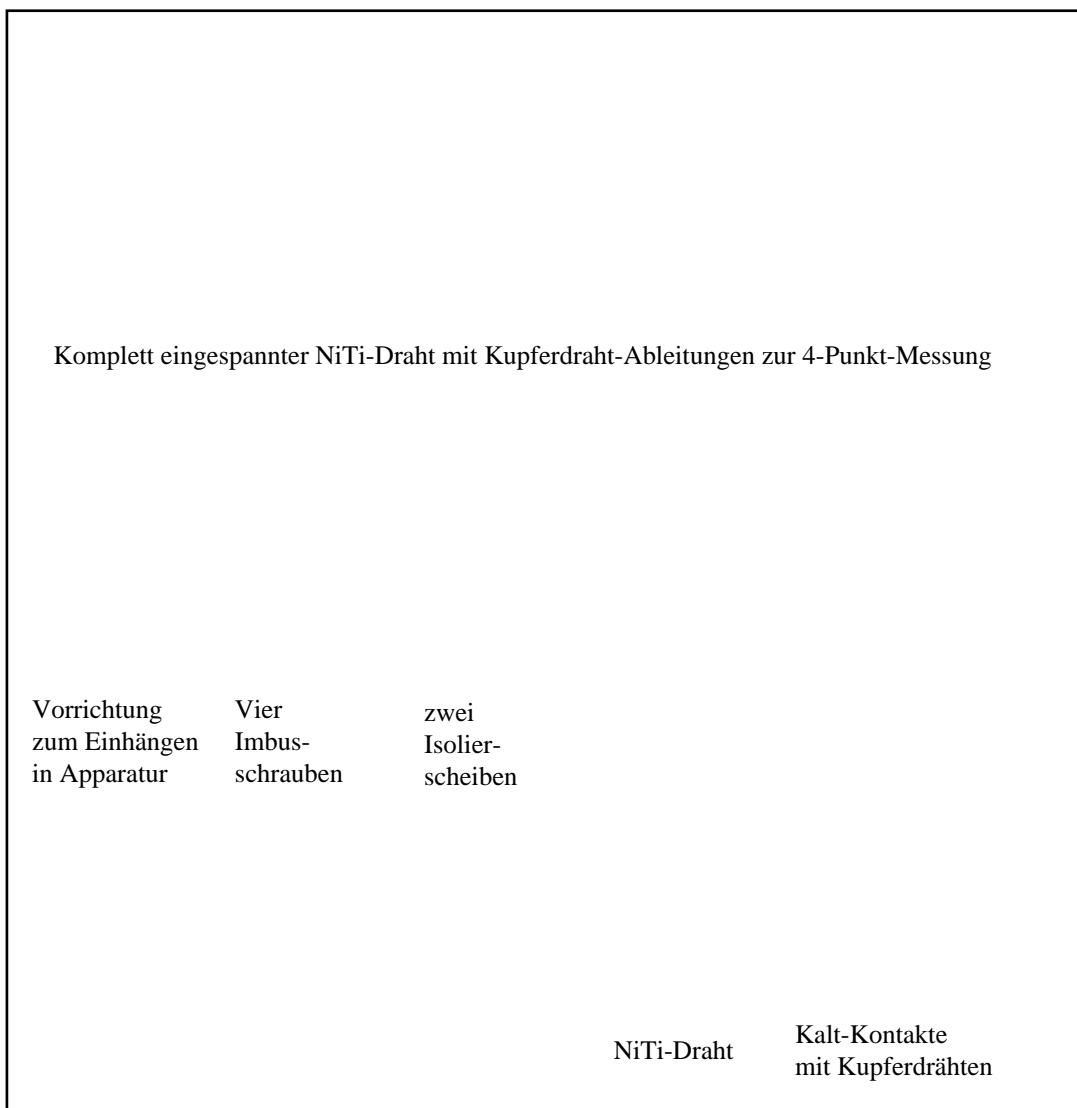 Komplett eingespannter NiTi-Draht mit Kupferdraht-Ableitungen zur 4-Punkt-Messung
Vorrichtung
zum Einhängen
in Apparatur
Vier
Imbus-
schrauben
zwei
Isolier-
scheiben
NiTi-Draht
Kalt-Kontakte
mit Kupferdrähten